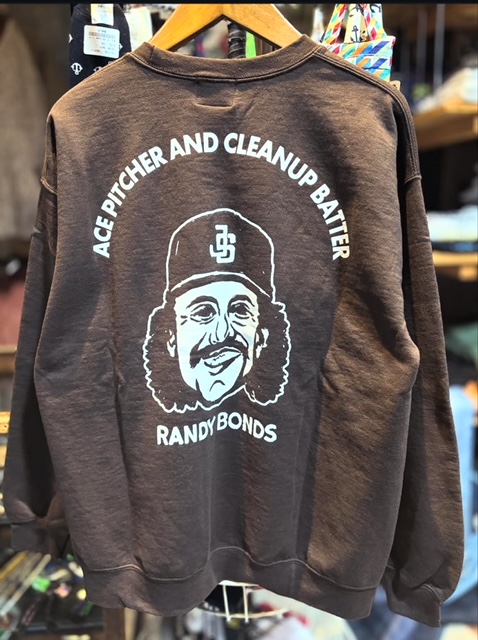 ACE PITCHER AND CLEANUP BATTER
JS
RANDY BONDS